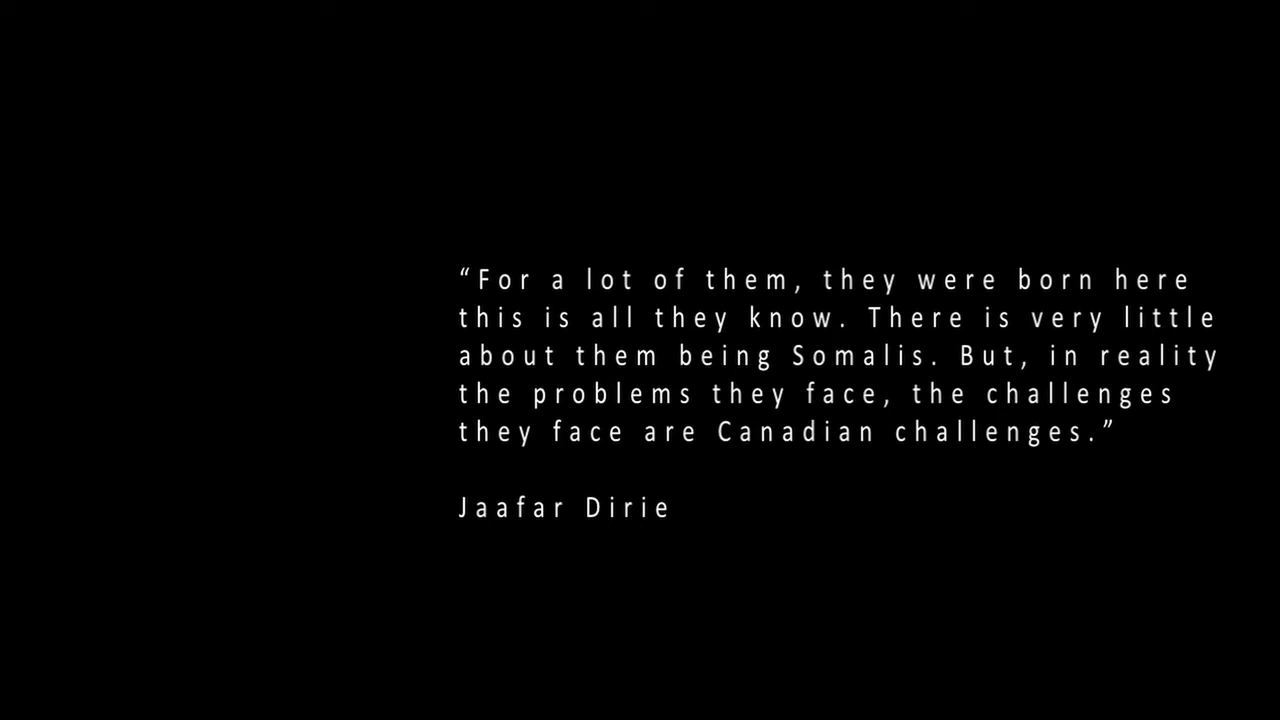 “For a lot of them, they were born here
this is all they know. There is very little
about them being Somalis. But, in reality
the problems they face, the challenges
they face are Canadian challenges.”
Jaafar Dirie